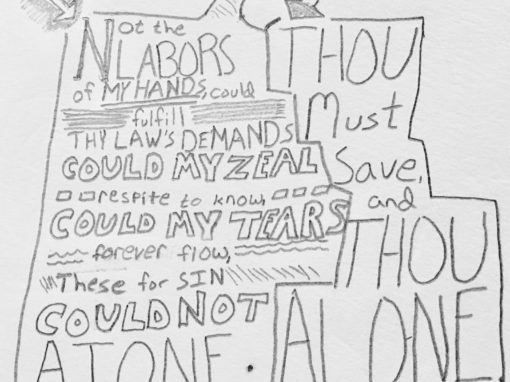 Not the
LABORS
of MY HANDS, could
fulfill
THY LAW'S DEMANDS
COULD MY ZEAL
respite to know,
COULD MY TEARS
forever flow,
These for SIN
COULD NOT
ATONE.
THOU
Must
Save,
and
THOU
ALONE.